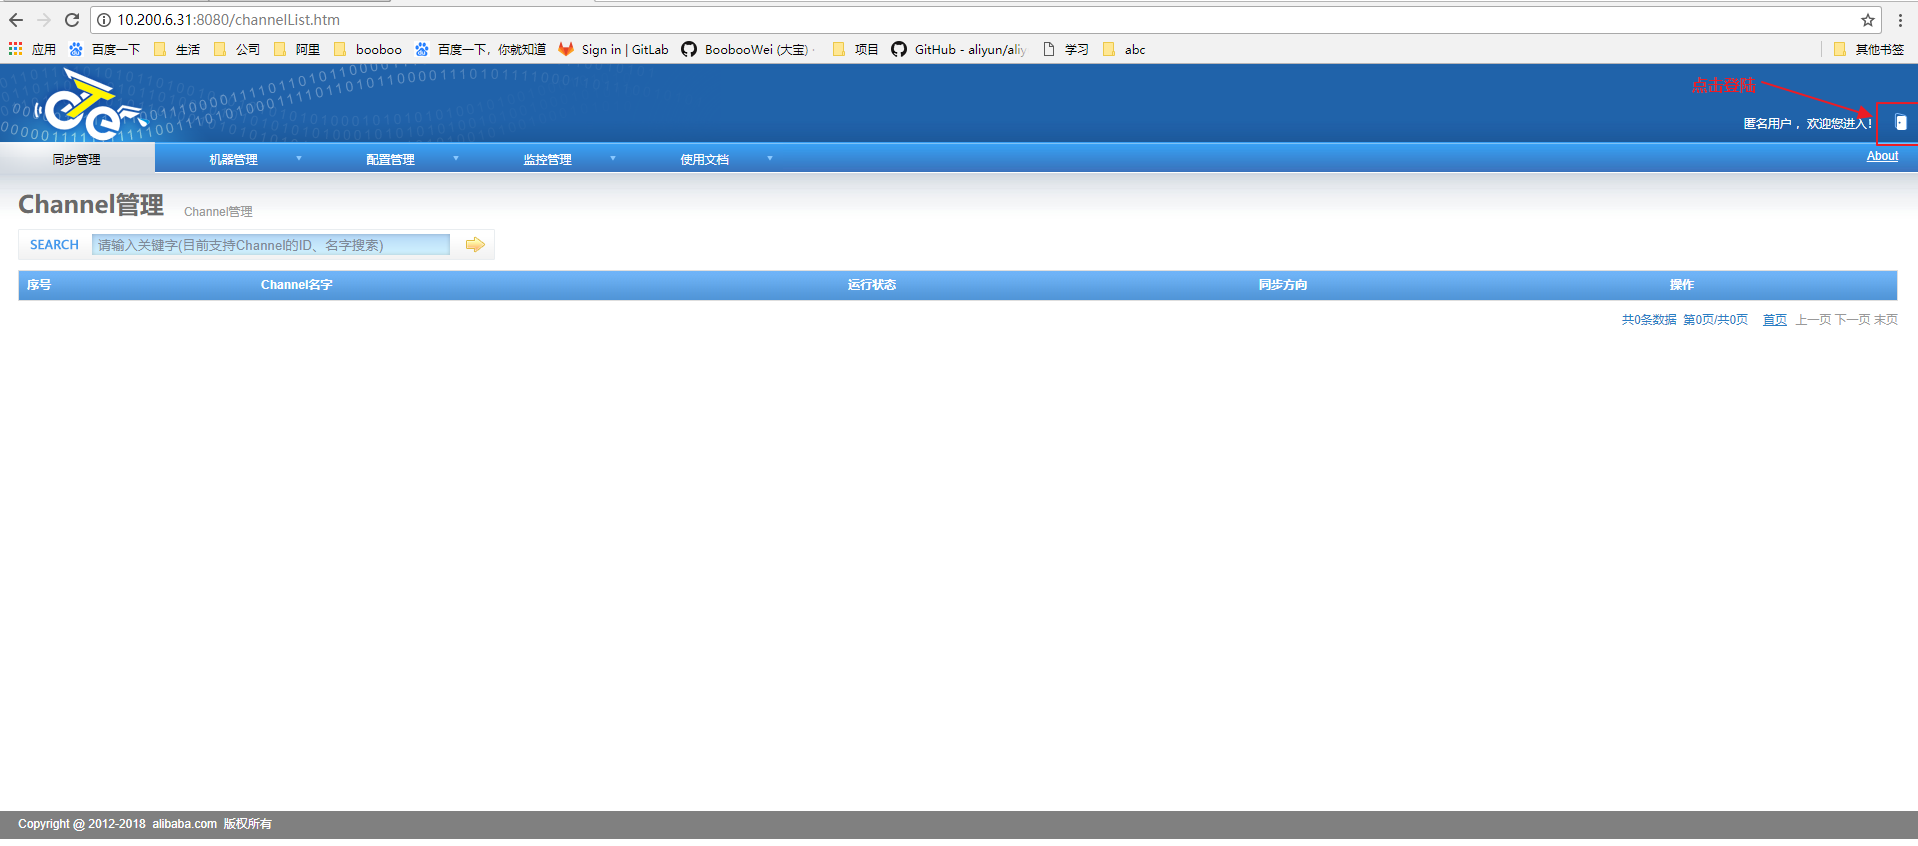 10.200.6.31:8080/channelList.htm
应用 百度一下 生活 公司 阿里 booboo 百度一下，你就知道 Sign in | GitLab BoobooWei (大宝) · 项目 GitHub - aliyun/aliy 学习 abc 其他书签
点击登陆
匿名用户 ，欢迎您进入!
同步管理 机器管理 配置管理 监控管理 使用文档 About
Channel管理 Channel管理
SEARCH 请输入关键字(目前支持Channel的ID、名字搜索)
序号 Channel名字 运行状态 同步方向 操作
共0条数据 第0页/共0页 首页 上一页 下一页 末页
Copyright @ 2012-2018 alibaba.com 版权所有